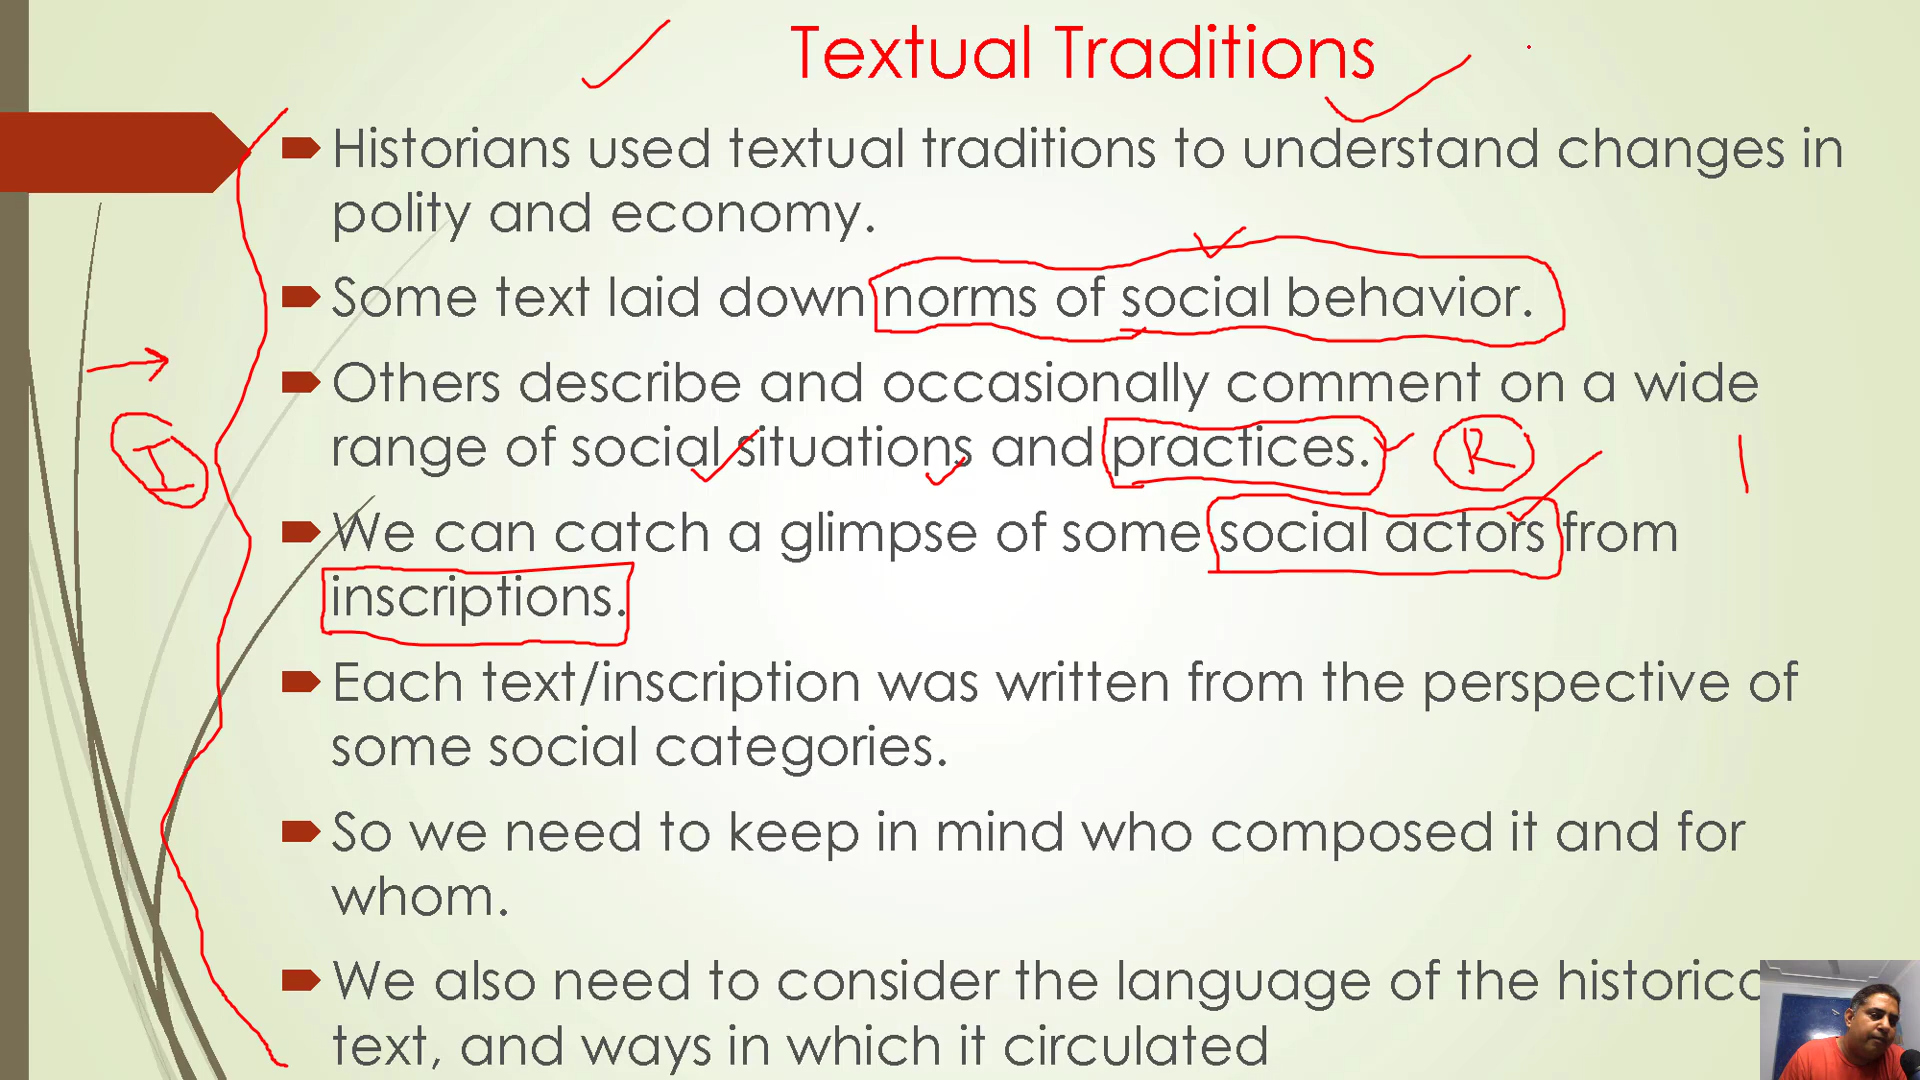 Textual Traditions
Historians used textual traditions to understand changes in
polity and economy.
Some text laid down norms of social behavior.
Others describe and occasionally comment on a wide
range of social situations and practices. R
We can catch a glimpse of some social actors from
inscriptions.
I
Each text/inscription was written from the perspective of
some social categories.
So we need to keep in mind who composed it and for
whom.
We also need to consider the language of the historic
text, and ways in which it circulated